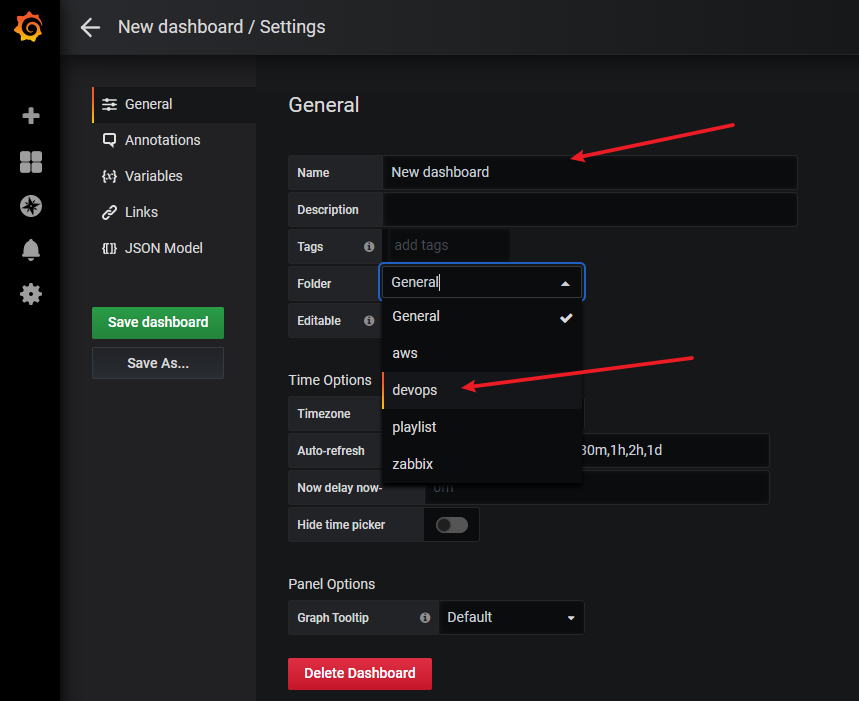 New dashboard / Settings
General
Annotations
Variables
Links
JSON Model
Save dashboard
Save As...
General
Name New dashboard
Description
Tags add tags
Folder General
Editable
General
aws
devops
playlist
zabbix
Time Options
Timezone
Auto-refresh 30m,1h,2h,1d
Now delay now- 0m
Hide time picker
Panel Options
Graph Tooltip Default
Delete Dashboard